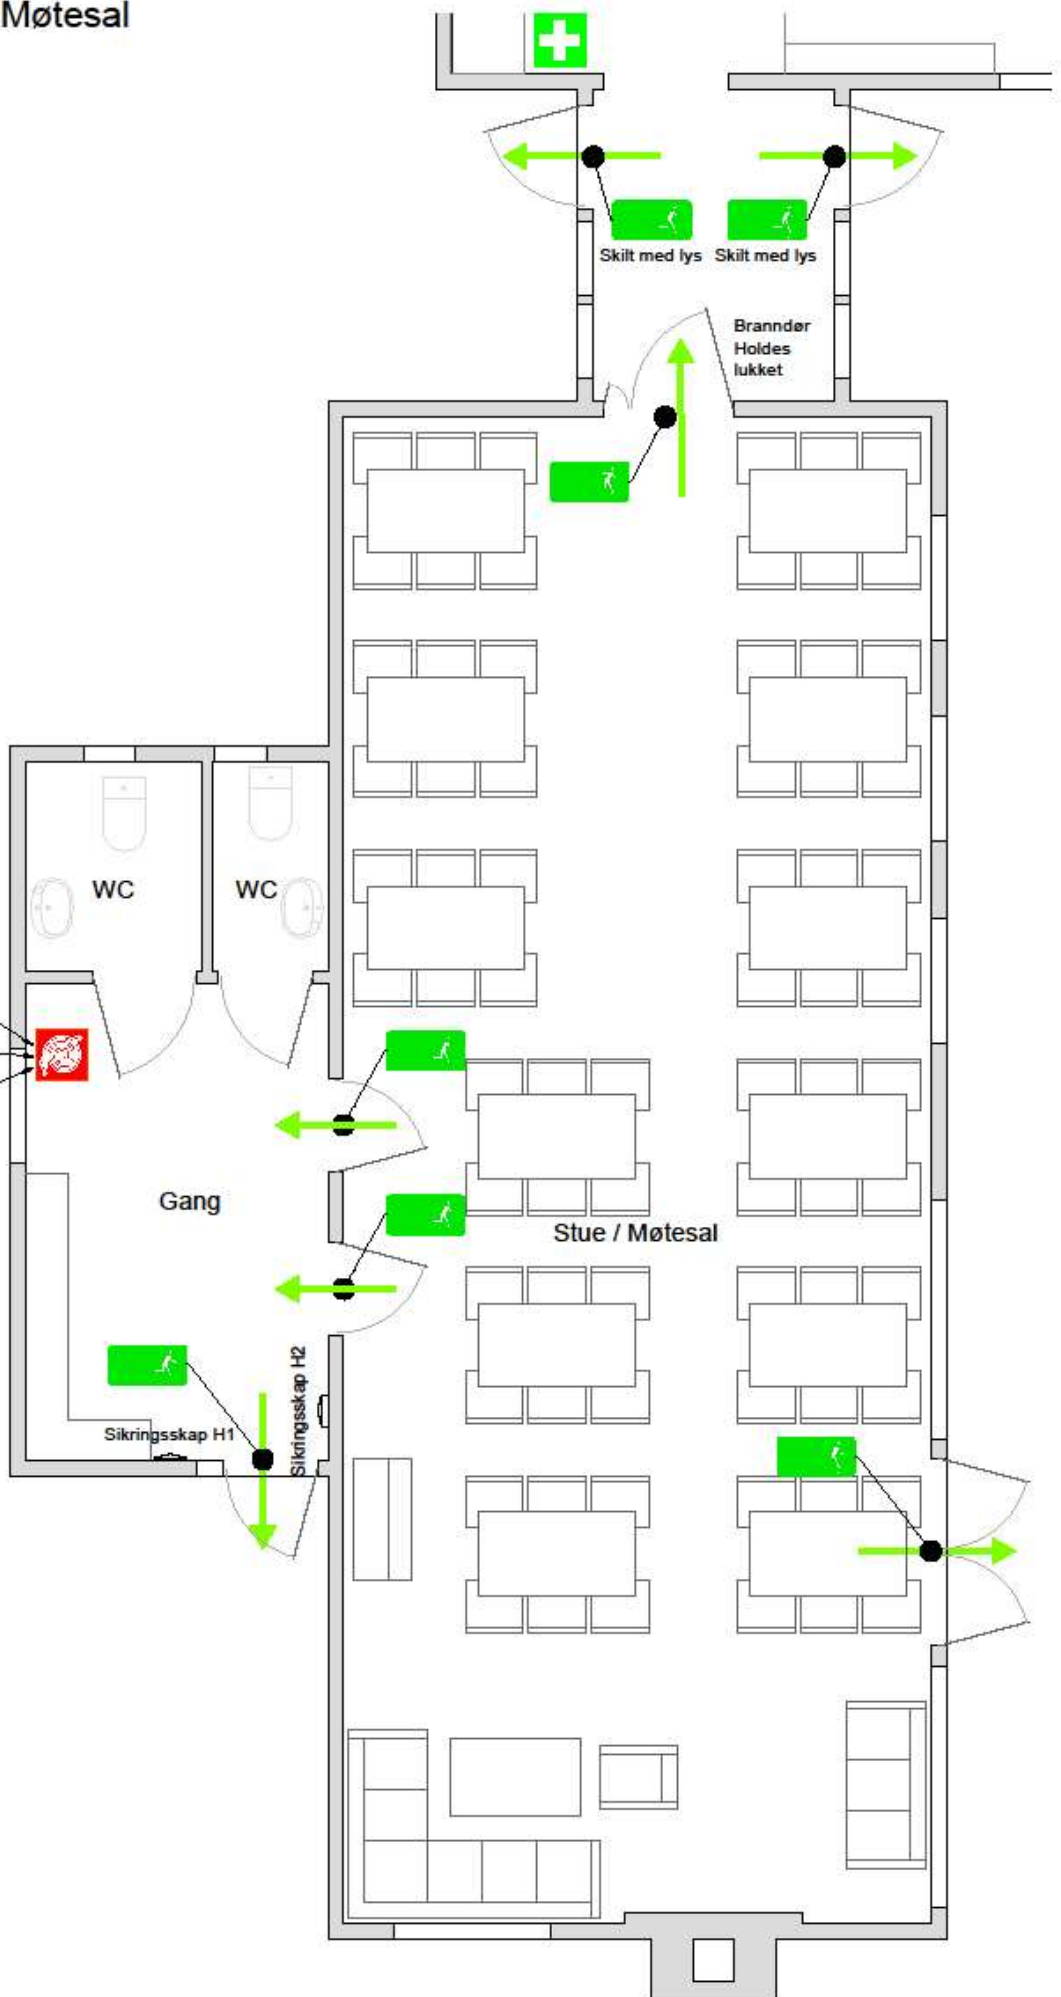 Møtesal
Skilt med lys
Skilt med lys
Branndør
Holdes
lukket
WC
WC
Gang
Stue / Møtesal
Sikringsskap H2
Sikringsskap H1